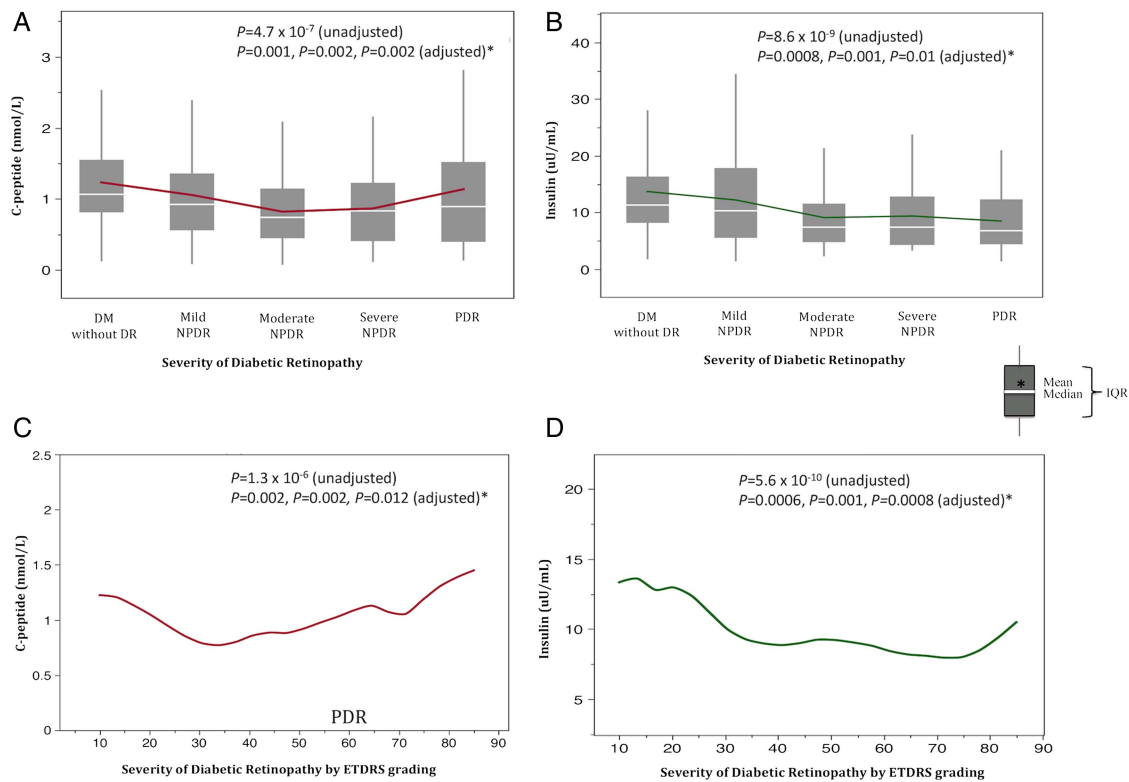 A
P=4.7 x 10-7 (unadjusted)
P=0.001, P=0.002, P=0.002 (adjusted)*
C-peptide (nmol/L)
3
2
1
0
DM without DR
Mild NPDR
Moderate NPDR
Severe NPDR
PDR
Severity of Diabetic Retinopathy
B
P=8.6 x 10-9 (unadjusted)
P=0.0008, P=0.001, P=0.01 (adjusted)*
Insulin (uU/mL)
40
30
20
10
0
DM without DR
Mild NPDR
Moderate NPDR
Severe NPDR
PDR
Severity of Diabetic Retinopathy
*
Mean
Median
IQR
C
P=1.3 x 10-6 (unadjusted)
P=0.002, P=0.002, P=0.012 (adjusted)*
C-peptide (nmol/L)
2.5
2
1.5
1
0.5
0
PDR
10 20 30 40 50 60 70 80 90
Severity of Diabetic Retinopathy by ETDRS grading
D
P=5.6 x 10-10 (unadjusted)
P=0.0006, P=0.001, P=0.0008 (adjusted)*
Insulin (uU/mL)
20
15
10
5
10 20 30 40 50 60 70 80 90
Severity of Diabetic Retinopathy by ETDRS grading